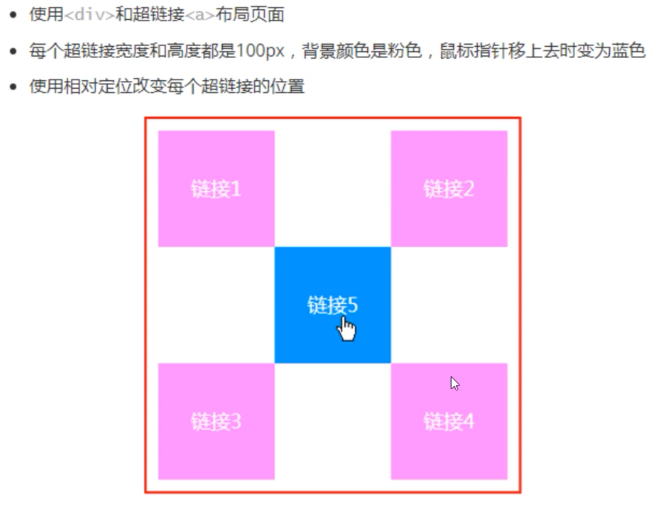 使用<div>和超链接<a>布局页面
每个超链接宽度和高度都是100px，背景颜色是粉色，鼠标指针移上去时变为蓝色
使用相对定位改变每个超链接的位置
链接1
链接2
链接5
链接3
链接4